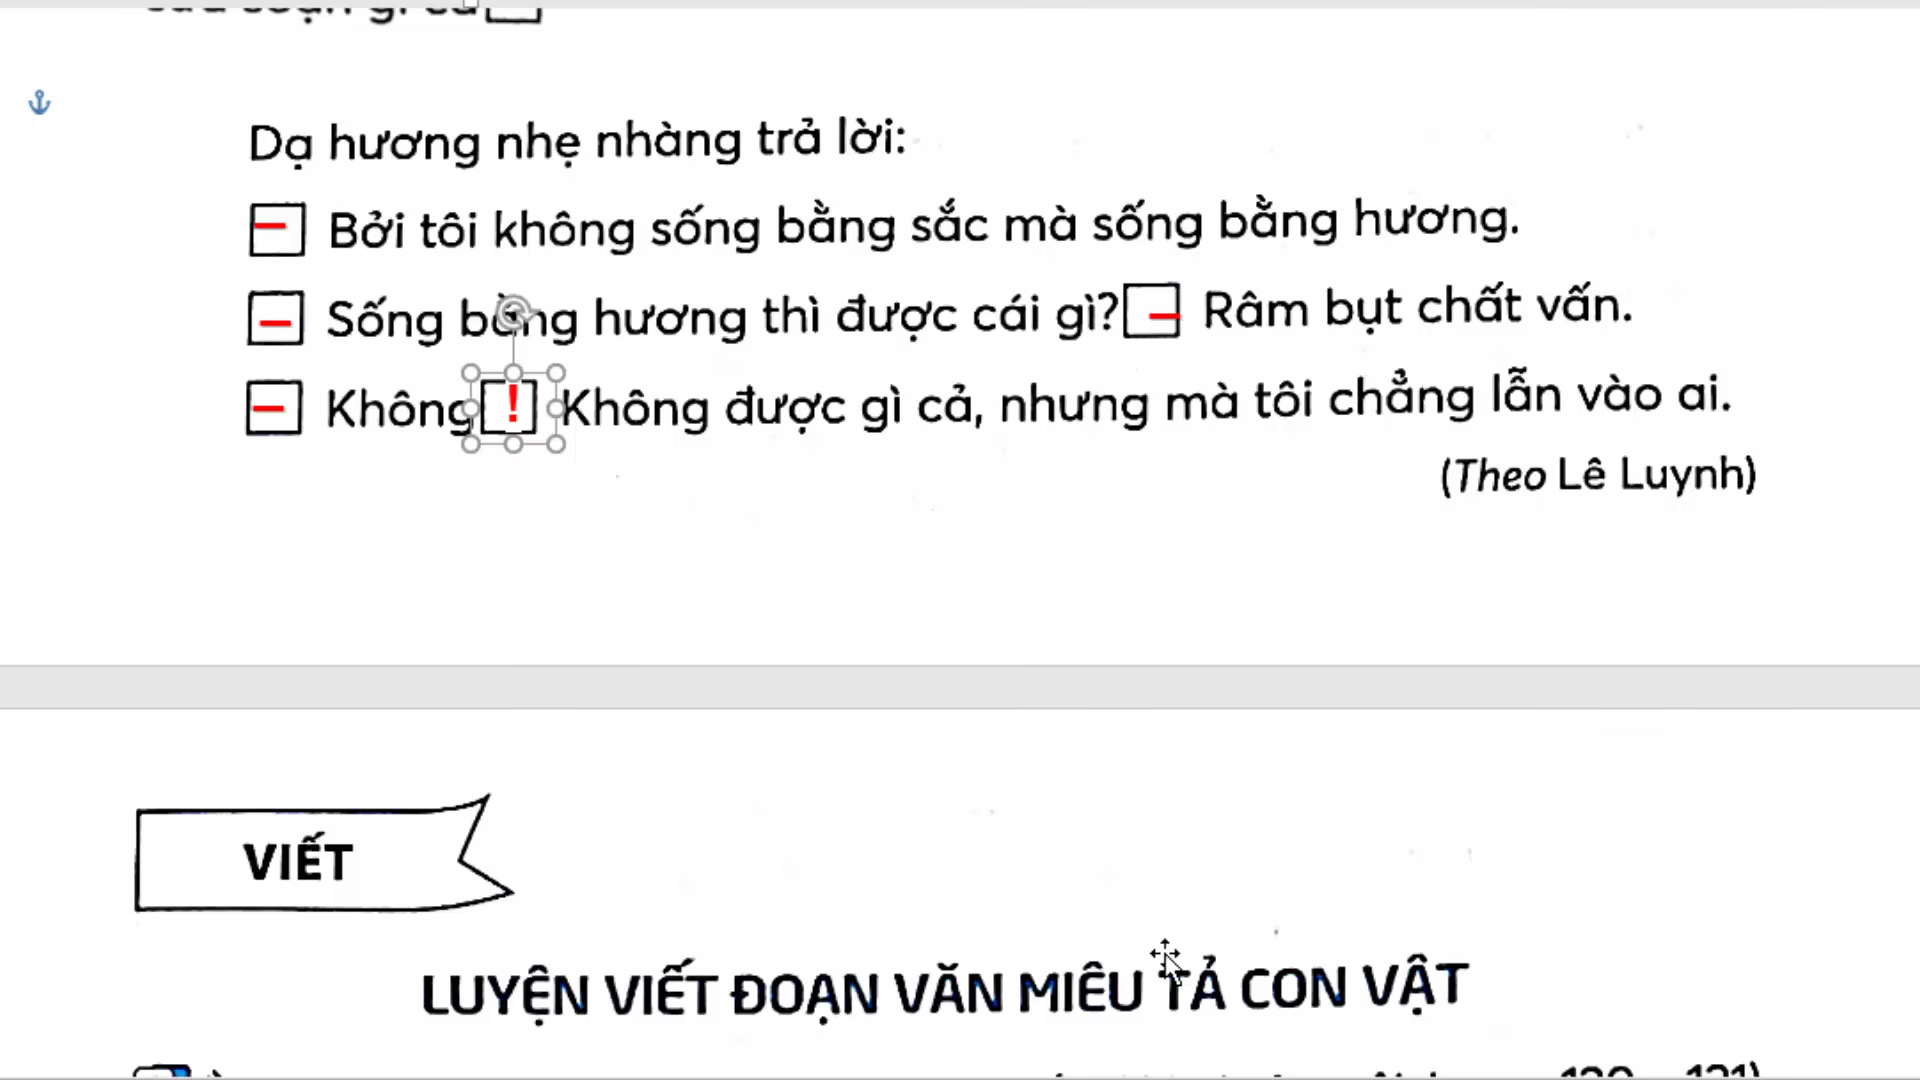 Dạ hương nhẹ nhàng trả lời:
– Bởi tôi không sống bằng sắc mà sống bằng hương.
– Sống bằng hương thì được cái gì? – Râm bụt chất vấn.
– Không ! Không được gì cả, nhưng mà tôi chẳng lẫn vào ai.
(Theo Lê Luynh)
VIẾT
LUYỆN VIẾT ĐOẠN VĂN MIÊU TẢ CON VẬT